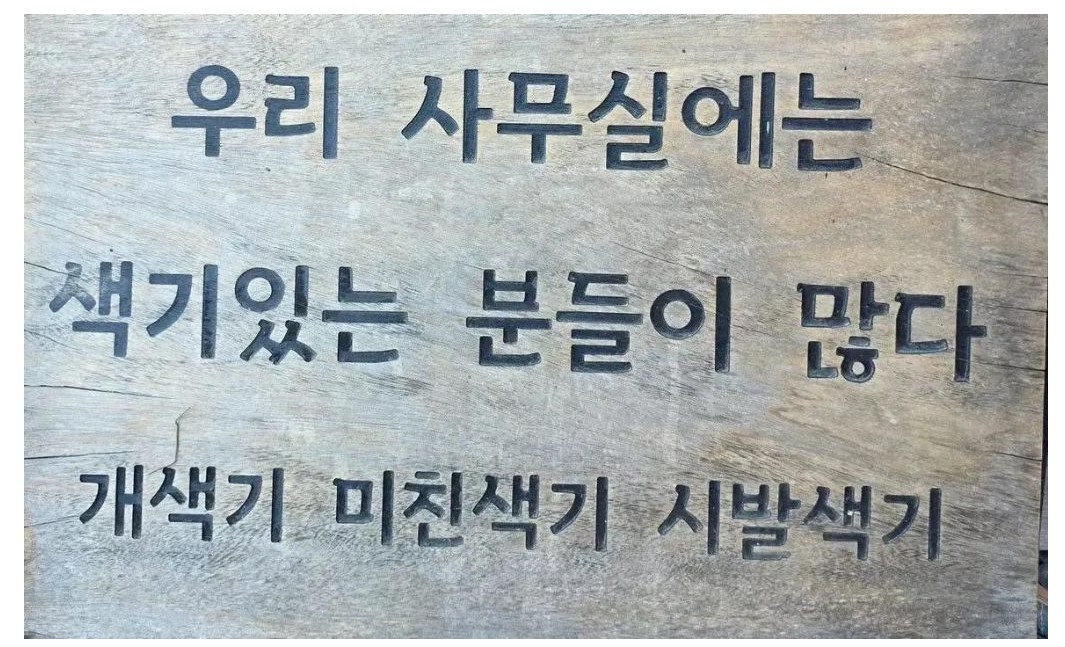 우리 사무실에는
색기있는 분들이 많다
개색기 미친색기 시발색기